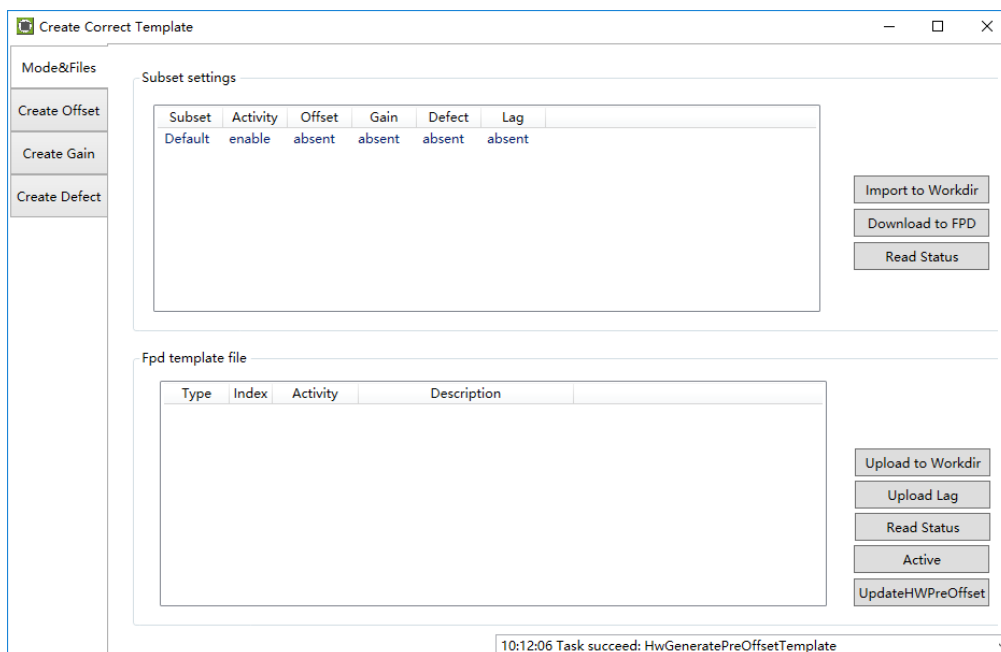 Create Correct Template
Mode&Files
Create Offset
Create Gain
Create Defect
Subset settings
Subset Activity Offset Gain Defect Lag
Default enable absent absent absent absent
Import to Workdir
Download to FPD
Read Status
Fpd template file
Type Index Activity Description
Upload to Workdir
Upload Lag
Read Status
Active
UpdateHWPreOffset
10:12:06 Task succeed: HwGeneratePreOffsetTemplate